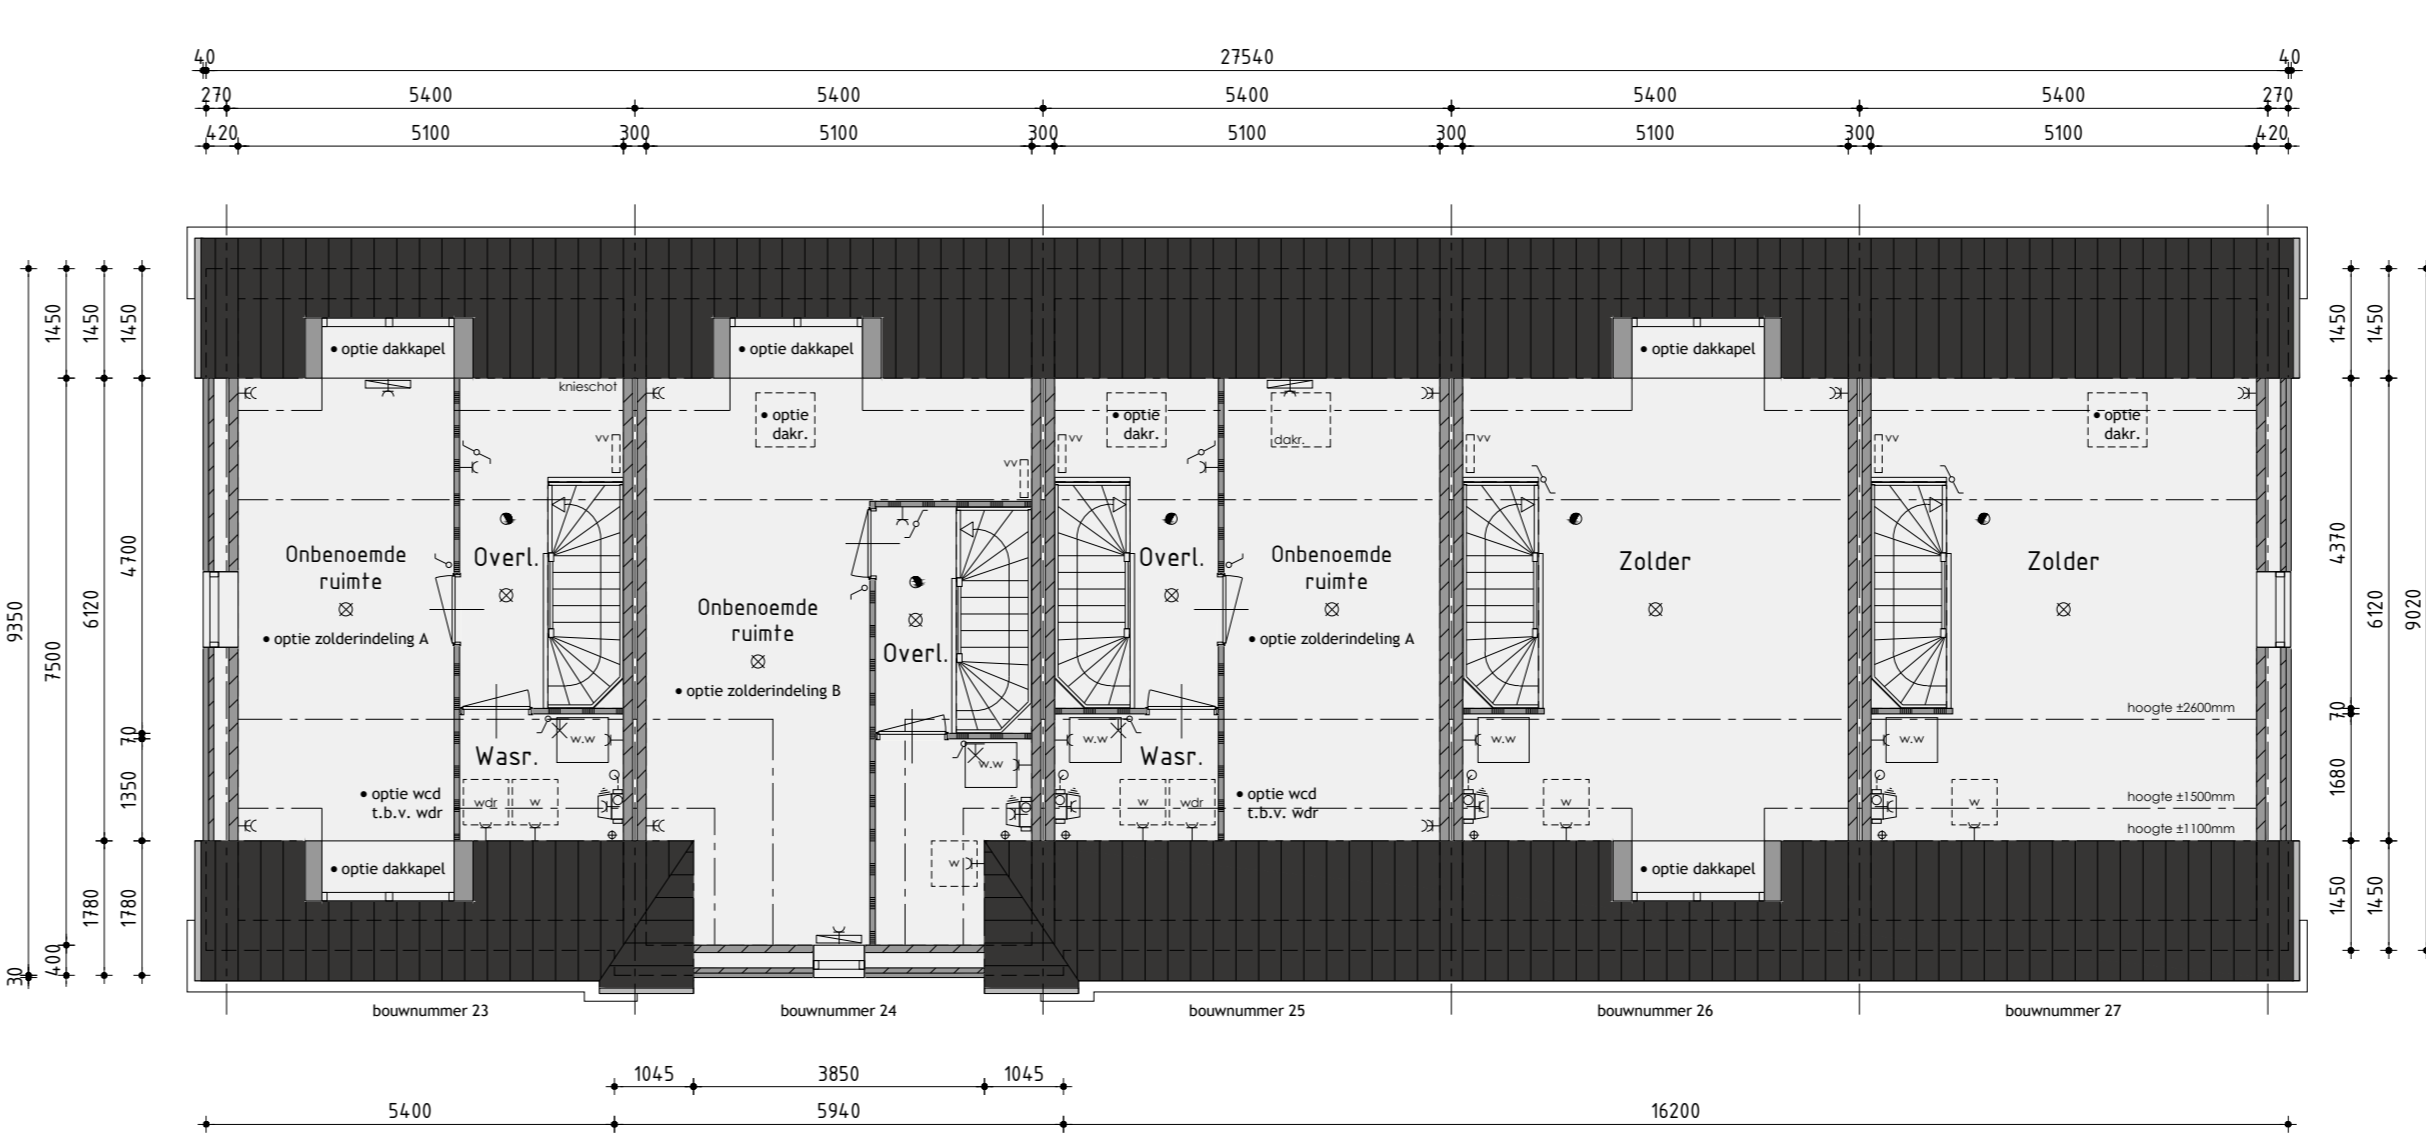 40 27540 40
270 5400 5400 5400 5400 5400 270
420 5100 300 5100 300 5100 300 5100 300 5100 420
1450 1450 1450
1450 1450
• optie dakkapel
• optie dakkapel
• optie dakkapel
knieschot
• optie
dakr.
• optie
dakr.
dakr.
• optie
dakr.
vv
vv
vv
vv
vv
9350
7500
6120
4700
70
1350
1780
1780
400
30
Onbenoemde
ruimte
• optie zolderindeling A
Overl.
Wasr.
w.w
• optie wcd
t.b.v. wdr
wdr
w
• optie dakkapel
Onbenoemde
ruimte
• optie zolderindeling B
Overl.
w.w
w
Overl.
Wasr.
w.w
w
wdr
Onbenoemde
ruimte
• optie zolderindeling A
• optie wcd
t.b.v. wdr
Zolder
w.w
w
• optie dakkapel
Zolder
w.w
w
hoogte ±2600mm
hoogte ±1500mm
hoogte ±1100mm
4370
70
1680
1450
6120
1450
9020
bouwnummer 23
bouwnummer 24
bouwnummer 25
bouwnummer 26
bouwnummer 27
1045 3850 1045
5400 5940 16200